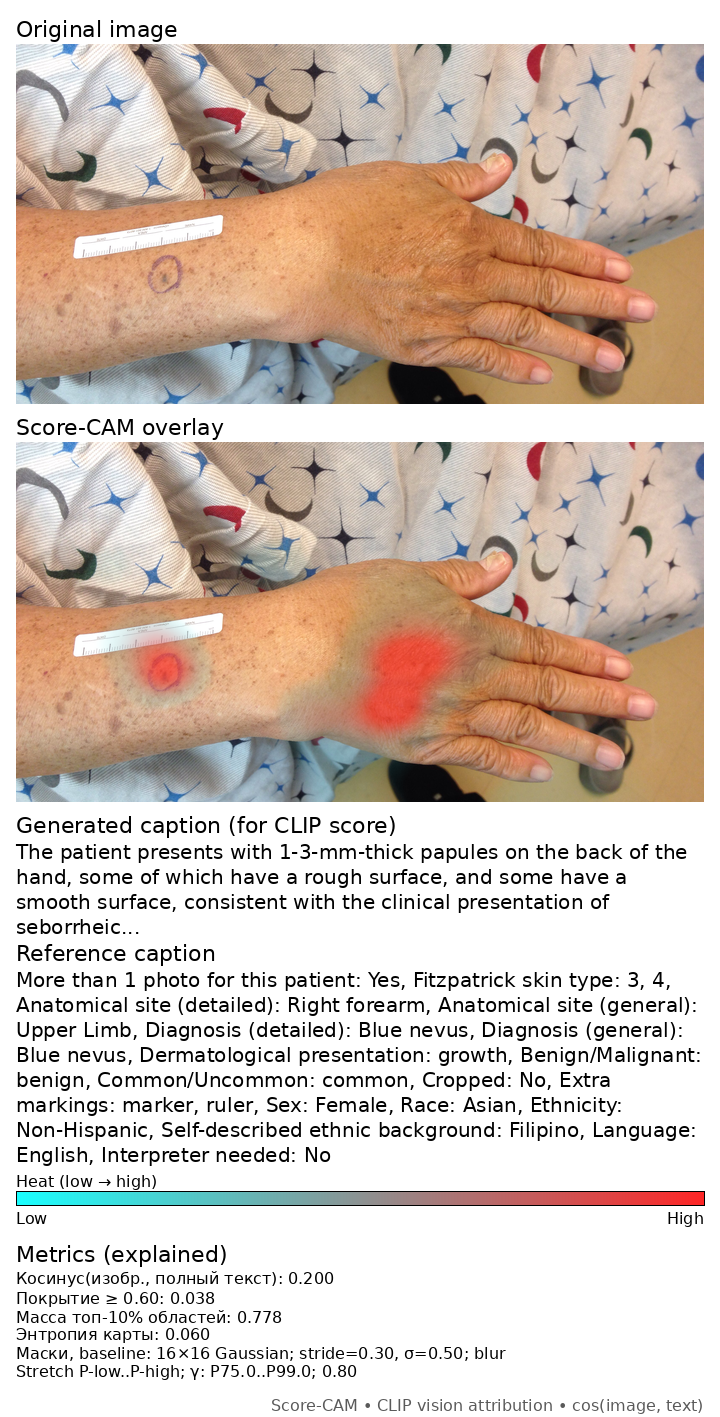 Original image
Score-CAM overlay
Generated caption (for CLIP score)
The patient presents with 1-3-mm-thick papules on the back of the
hand, some of which have a rough surface, and some have a
smooth surface, consistent with the clinical presentation of
seborrheic...
Reference caption
More than 1 photo for this patient: Yes, Fitzpatrick skin type: 3, 4,
Anatomical site (detailed): Right forearm, Anatomical site (general):
Upper Limb, Diagnosis (detailed): Blue nevus, Diagnosis (general):
Blue nevus, Dermatological presentation: growth, Benign/Malignant:
benign, Common/Uncommon: common, Cropped: No, Extra
markings: marker, ruler, Sex: Female, Race: Asian, Ethnicity:
Non-Hispanic, Self-described ethnic background: Filipino, Language:
English, Interpreter needed: No
Heat (low → high)
Low High
Metrics (explained)
Косинус(изобр., полный текст): 0.200
Покрытие ≥ 0.60: 0.038
Масса топ-10% областей: 0.778
Энтропия карты: 0.060
Маски, baseline: 16×16 Gaussian; stride=0.30, σ=0.50; blur
Stretch P-low..P-high; γ: P75.0..P99.0; 0.80
Score-CAM • CLIP vision attribution • cos(image, text)